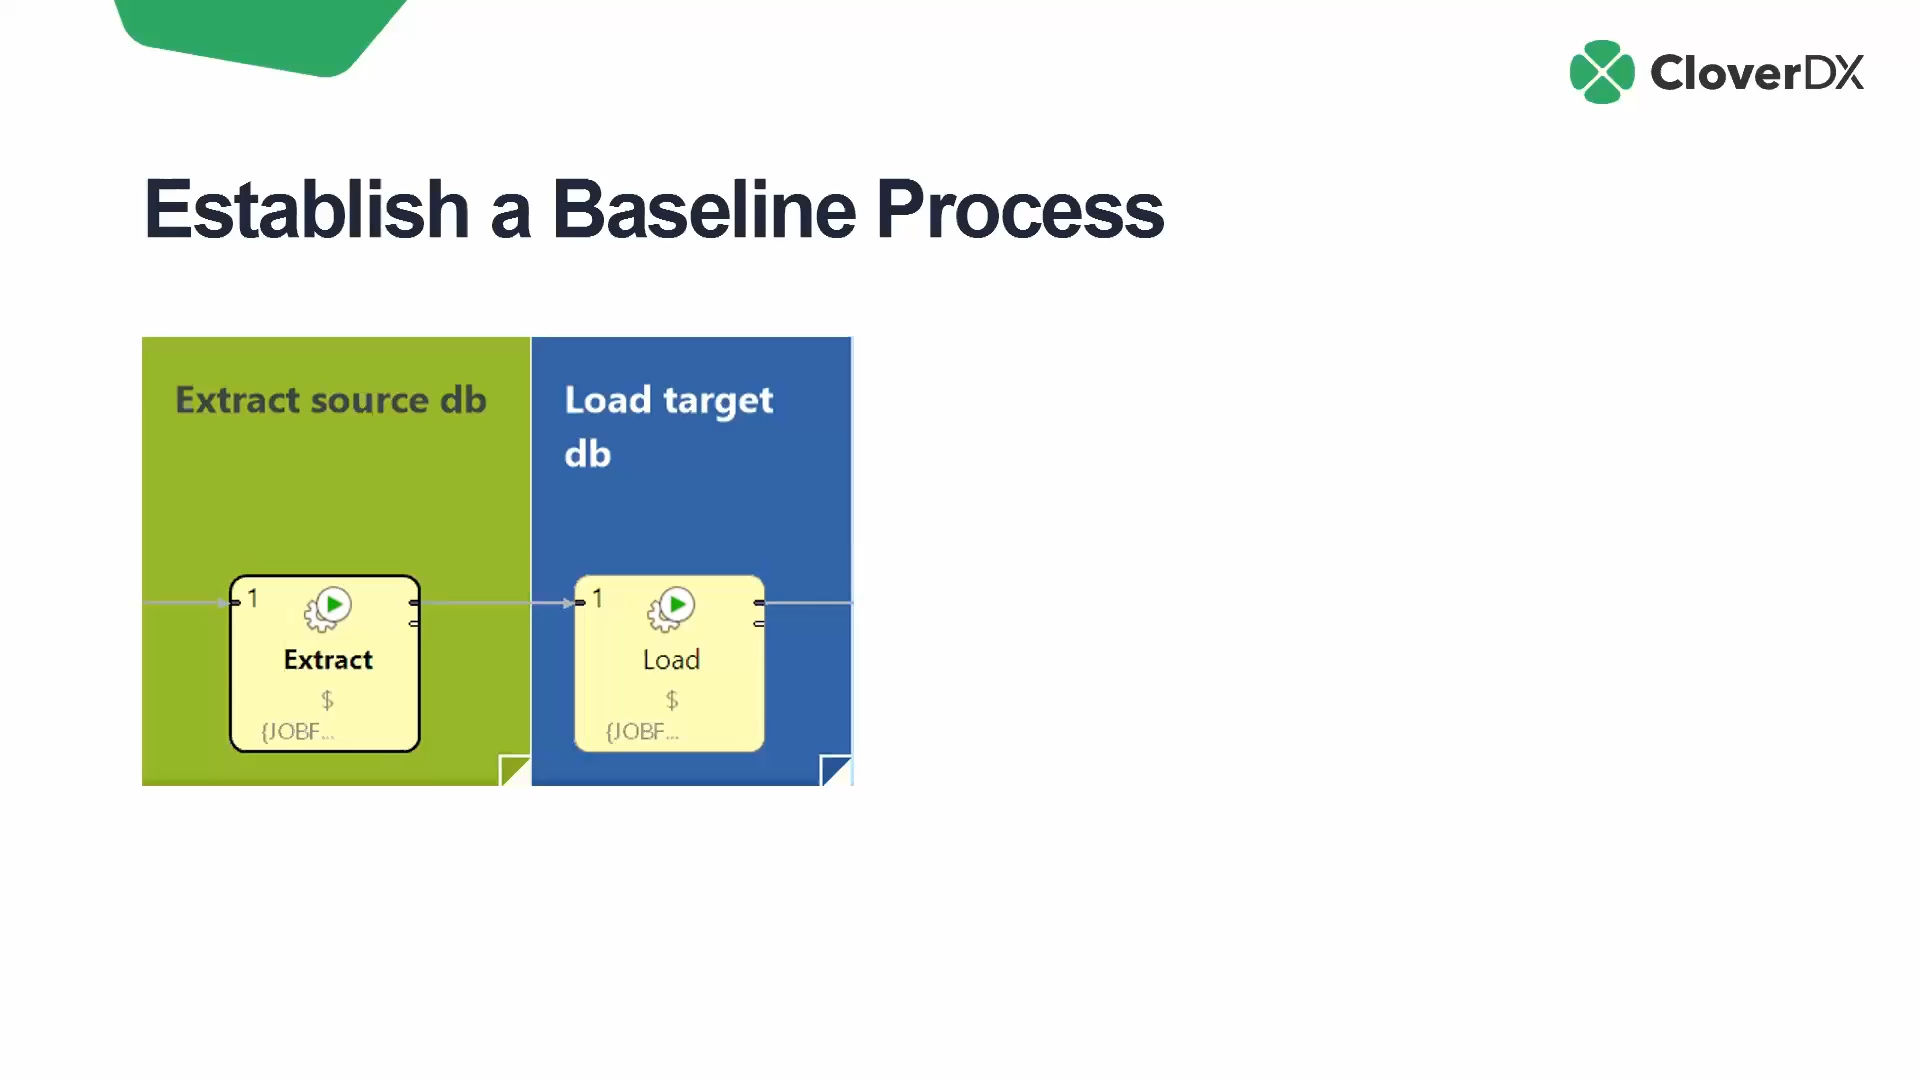 CloverDX
Establish a Baseline Process
Extract source db
Load target
db
1
Extract
$
{JOBF...
1
Load
$
{JOBF...